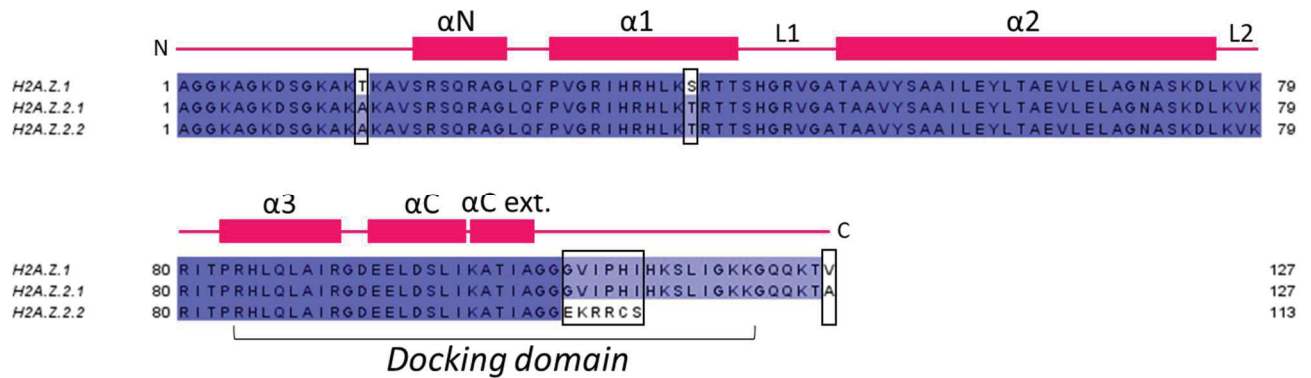 αN α1 L1 α2 L2
N
H2A.Z.1 1 AGGKAGKDSGKAKTKAVSRSQRAGLQFPVGRIHRHLKSRTTSHGRVGATAAVYSAAILEYLTAEVLELAGNASKDLKVK 79
H2A.Z.2.1 1 AGGKAGKDSGKAKAKAVSRSQRAGLQFPVGRIHRHLKTRTTSHGRVGATAAVYSAAILEYLTAEVLELAGNASKDLKVK 79
H2A.Z.2.2 1 AGGKAGKDSGKAKAKAVSRSQRAGLQFPVGRIHRHLKTRTTSHGRVGATAAVYSAAILEYLTAEVLELAGNASKDLKVK 79
α3 αC αC ext.
C
H2A.Z.1 80 RITPRHLQLAIRGDEELDSLIKATIAGGGVIPHIHKSLIGKKGQQKTV 127
H2A.Z.2.1 80 RITPRHLQLAIRGDEELDSLIKATIAGGGVIPHIHKSLIGKKGQQKTA 127
H2A.Z.2.2 80 RITPRHLQLAIRGDEELDSLIKATIAGGEKRRCS 113
Docking domain